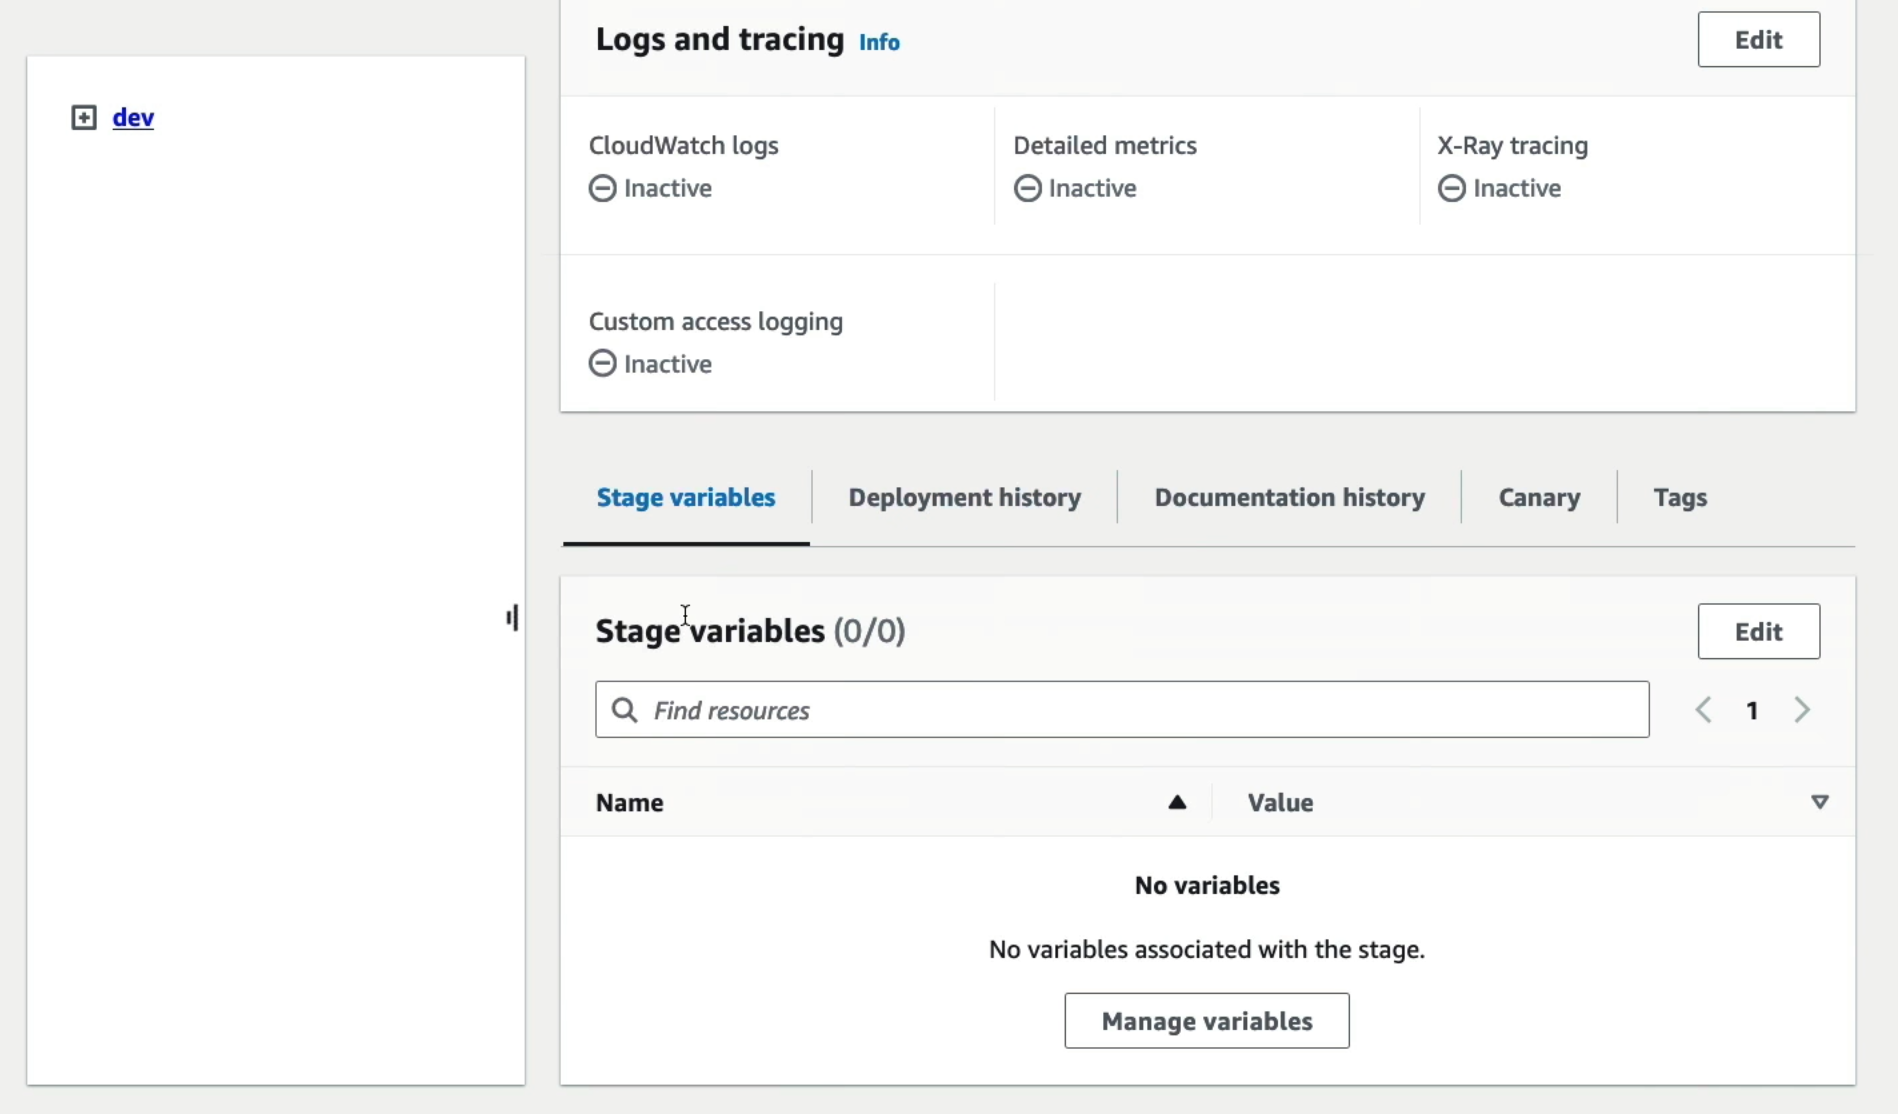 dev
Logs and tracing Info
Edit
CloudWatch logs
Inactive
Detailed metrics
Inactive
X-Ray tracing
Inactive
Custom access logging
Inactive
Stage variables
Deployment history
Documentation history
Canary
Tags
Stage variables (0/0)
Edit
Find resources
1
Name
Value
No variables
No variables associated with the stage.
Manage variables